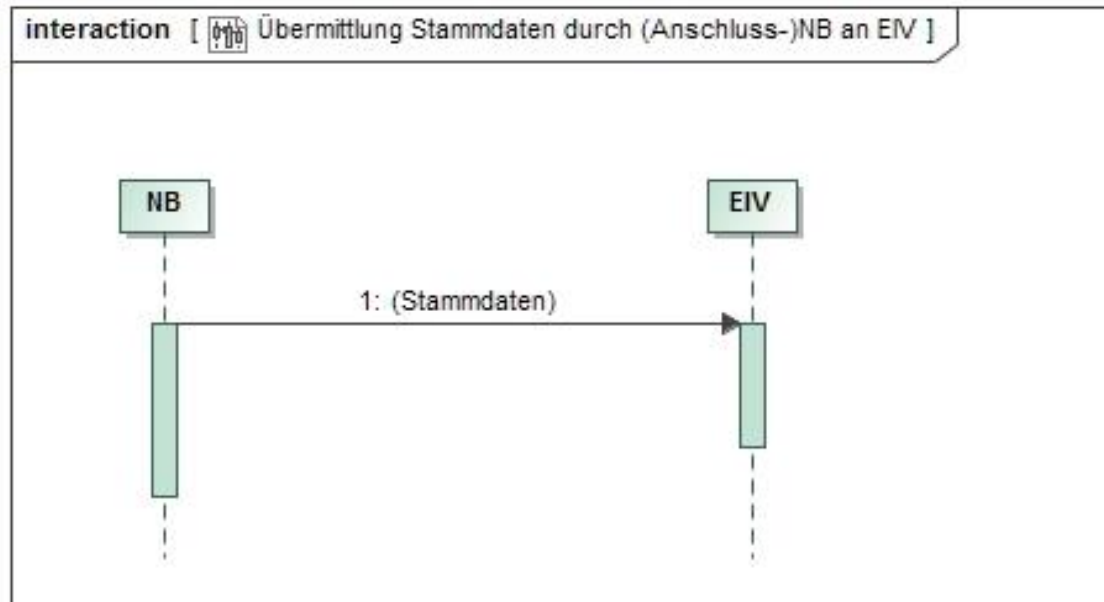 interaction [ Übermittlung Stammdaten durch (Anschluss-)NB an EIV ]
NB
EIV
1: (Stammdaten)